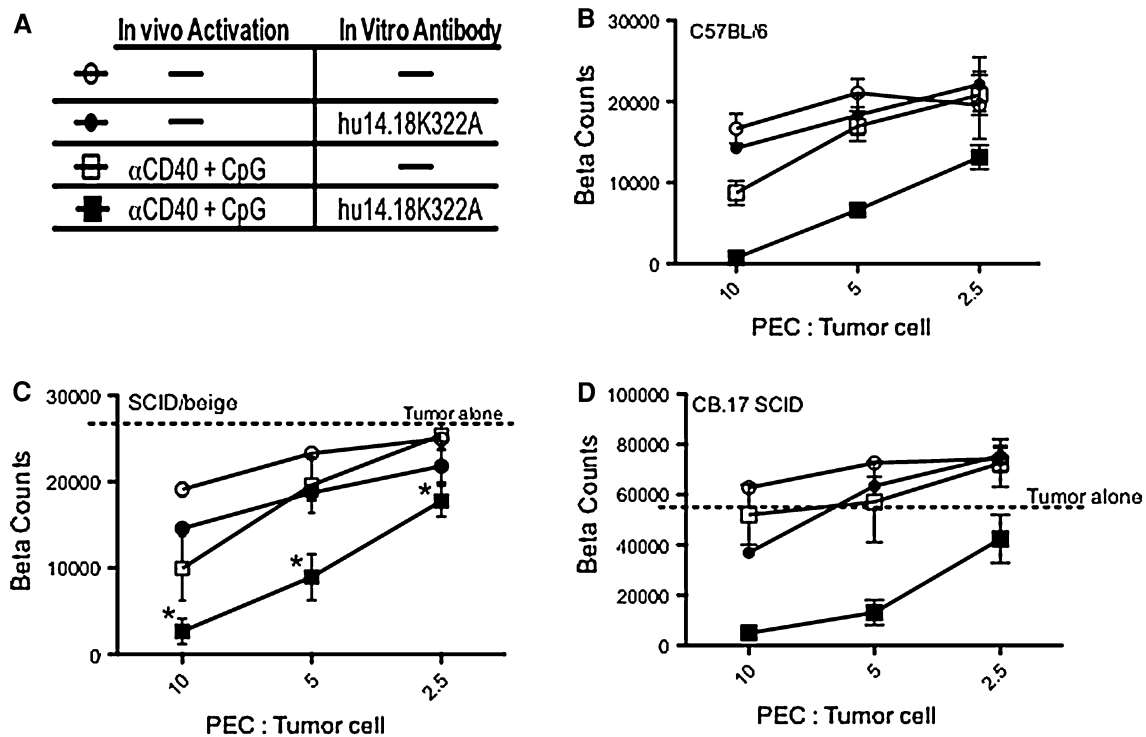 A
In vivo Activation In Vitro Antibody
— —
— hu14.18K322A
αCD40 + CpG —
αCD40 + CpG hu14.18K322A
B
C57BL/6
30000
20000
10000
0
Beta Counts
10 5 2.5
PEC : Tumor cell
C
SCID/beige
Tumor alone
30000
20000
10000
0
Beta Counts
* * *
10 5 2.5
PEC : Tumor cell
D
CB.17 SCID
Tumor alone
100000
80000
60000
40000
20000
0
Beta Counts
10 5 2.5
PEC : Tumor cell